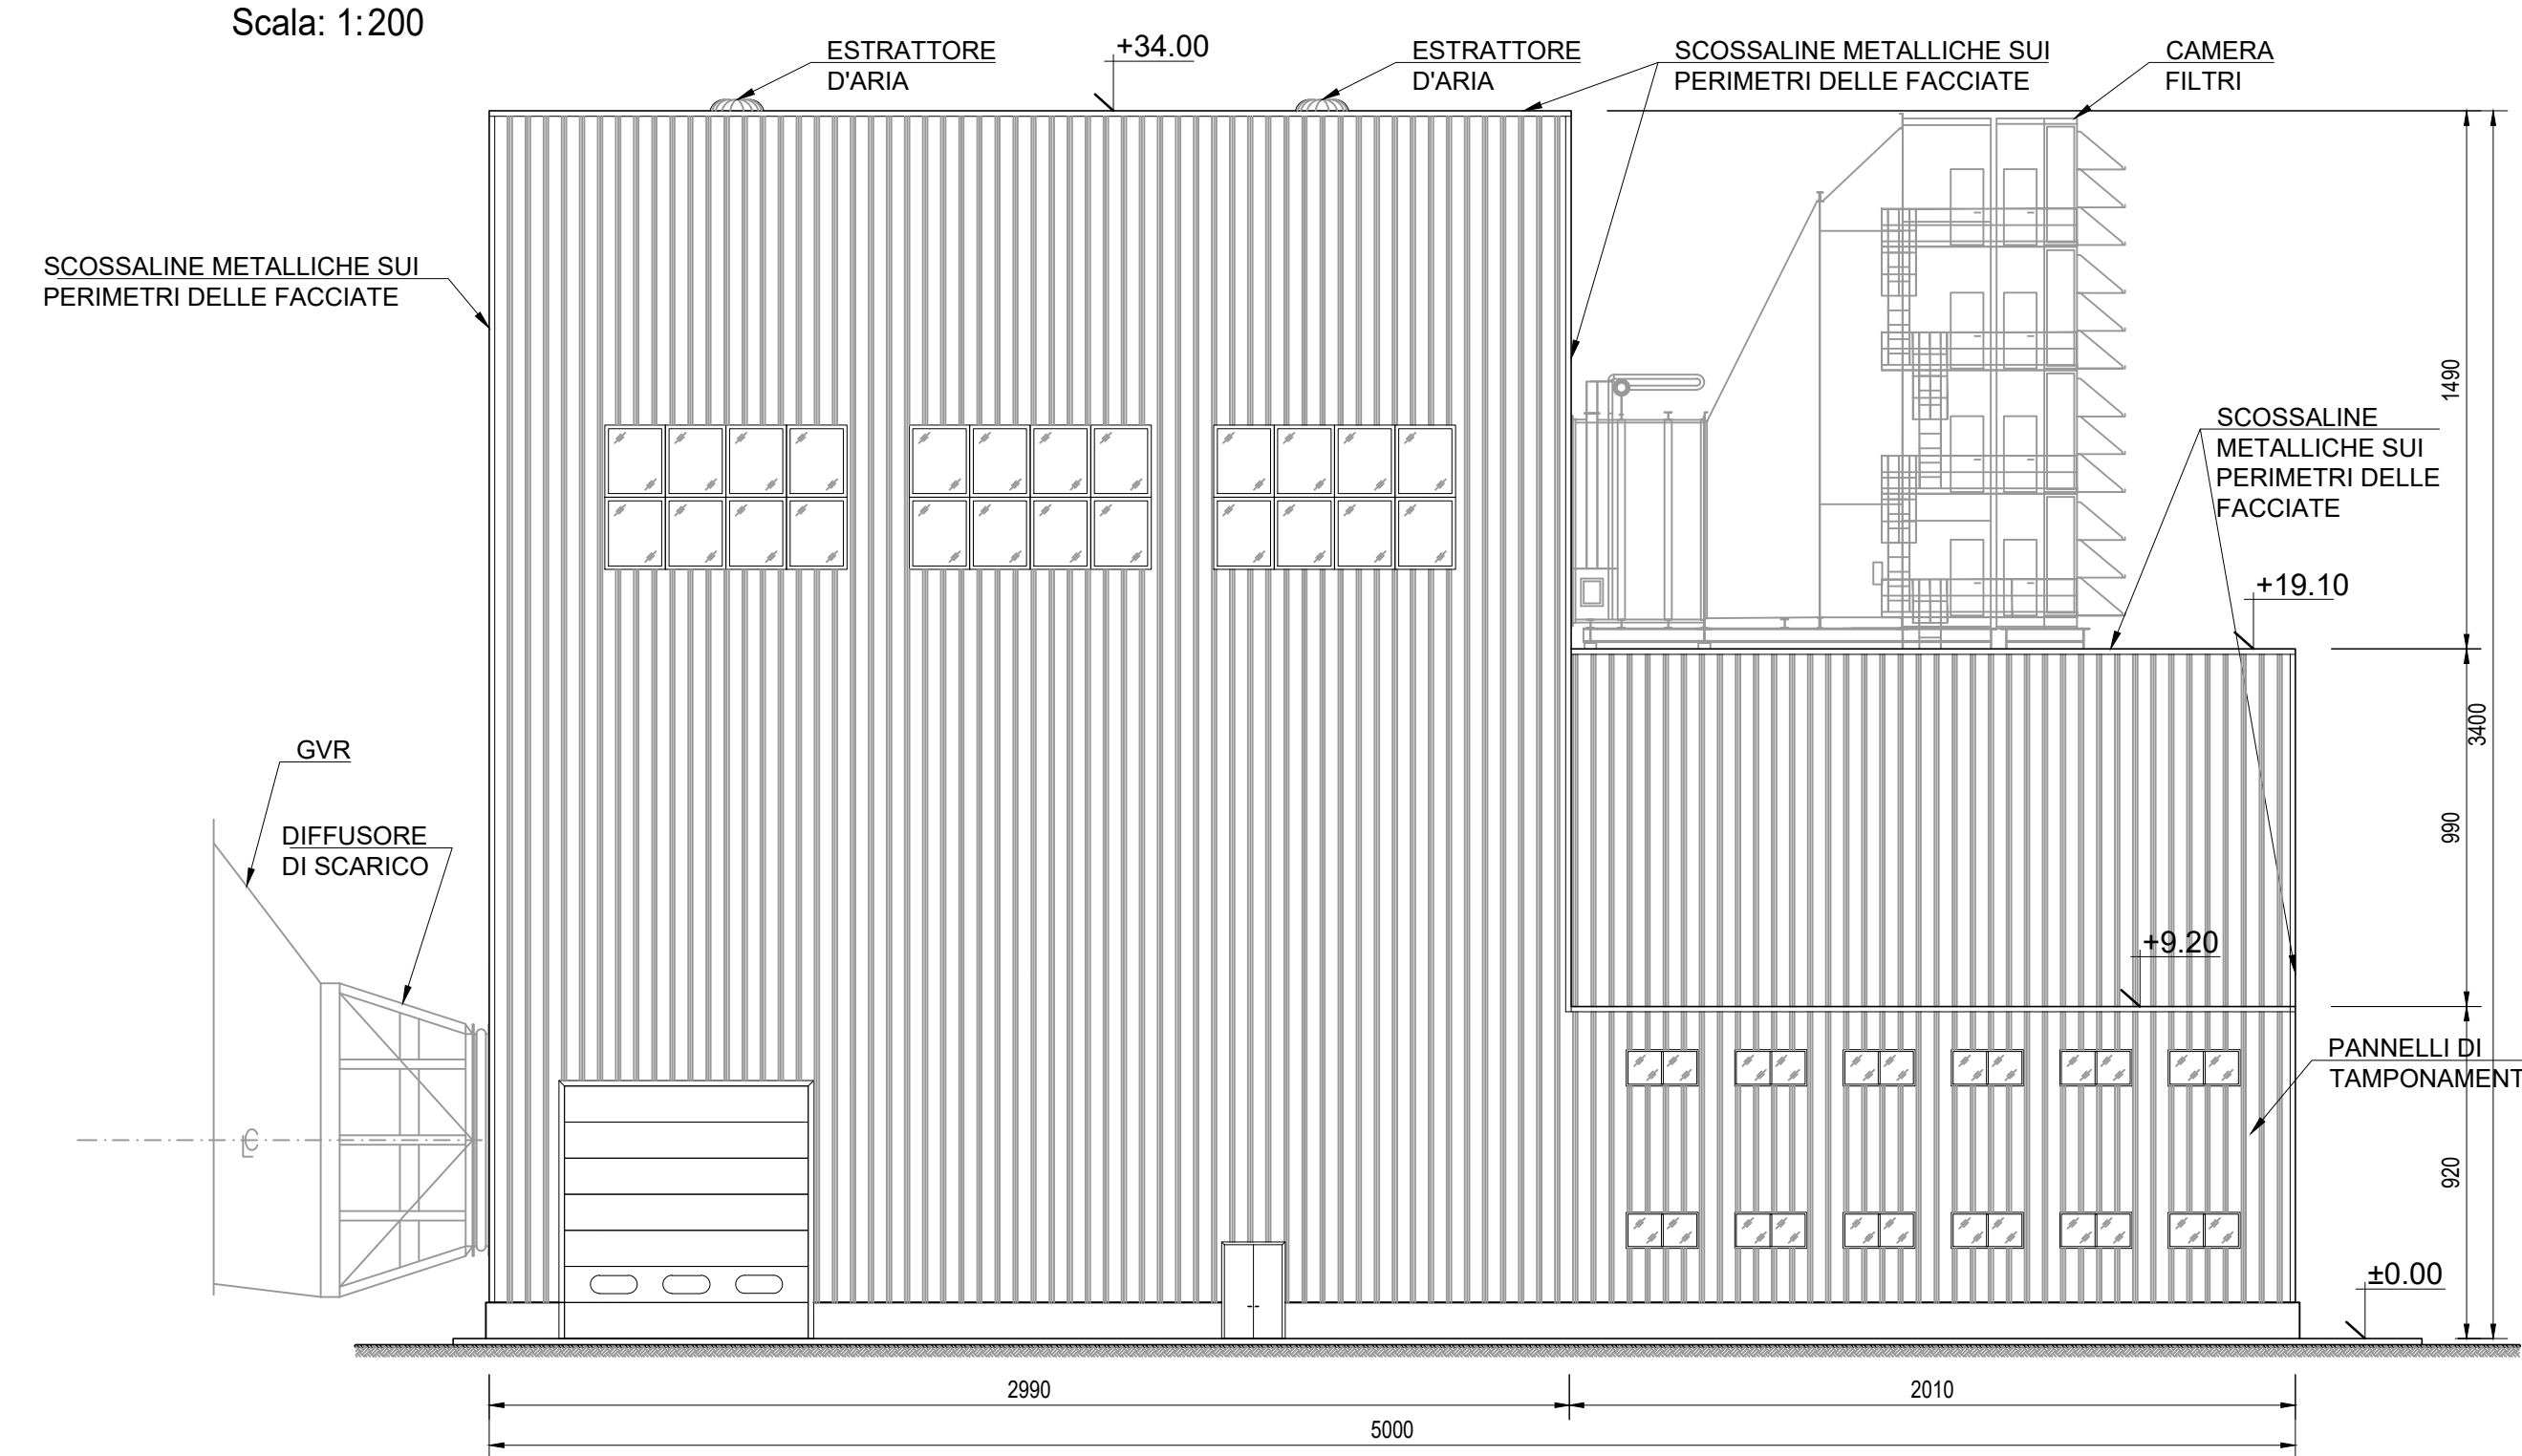 Scala: 1:200
ESTRATTORE
D'ARIA
+34.00
ESTRATTORE
D'ARIA
SCOSSALINE METALLICHE SUI
PERIMETRI DELLE FACCIATE
CAMERA
FILTRI
SCOSSALINE METALLICHE SUI
PERIMETRI DELLE FACCIATE
1490
SCOSSALINE
METALLICHE SUI
PERIMETRI DELLE
FACCIATE
+19.10
3400
GVR
DIFFUSORE
DI SCARICO
990
+9.20
PANNELLI DI
TAMPONAMENT
920
±0.00
2990
2010
5000